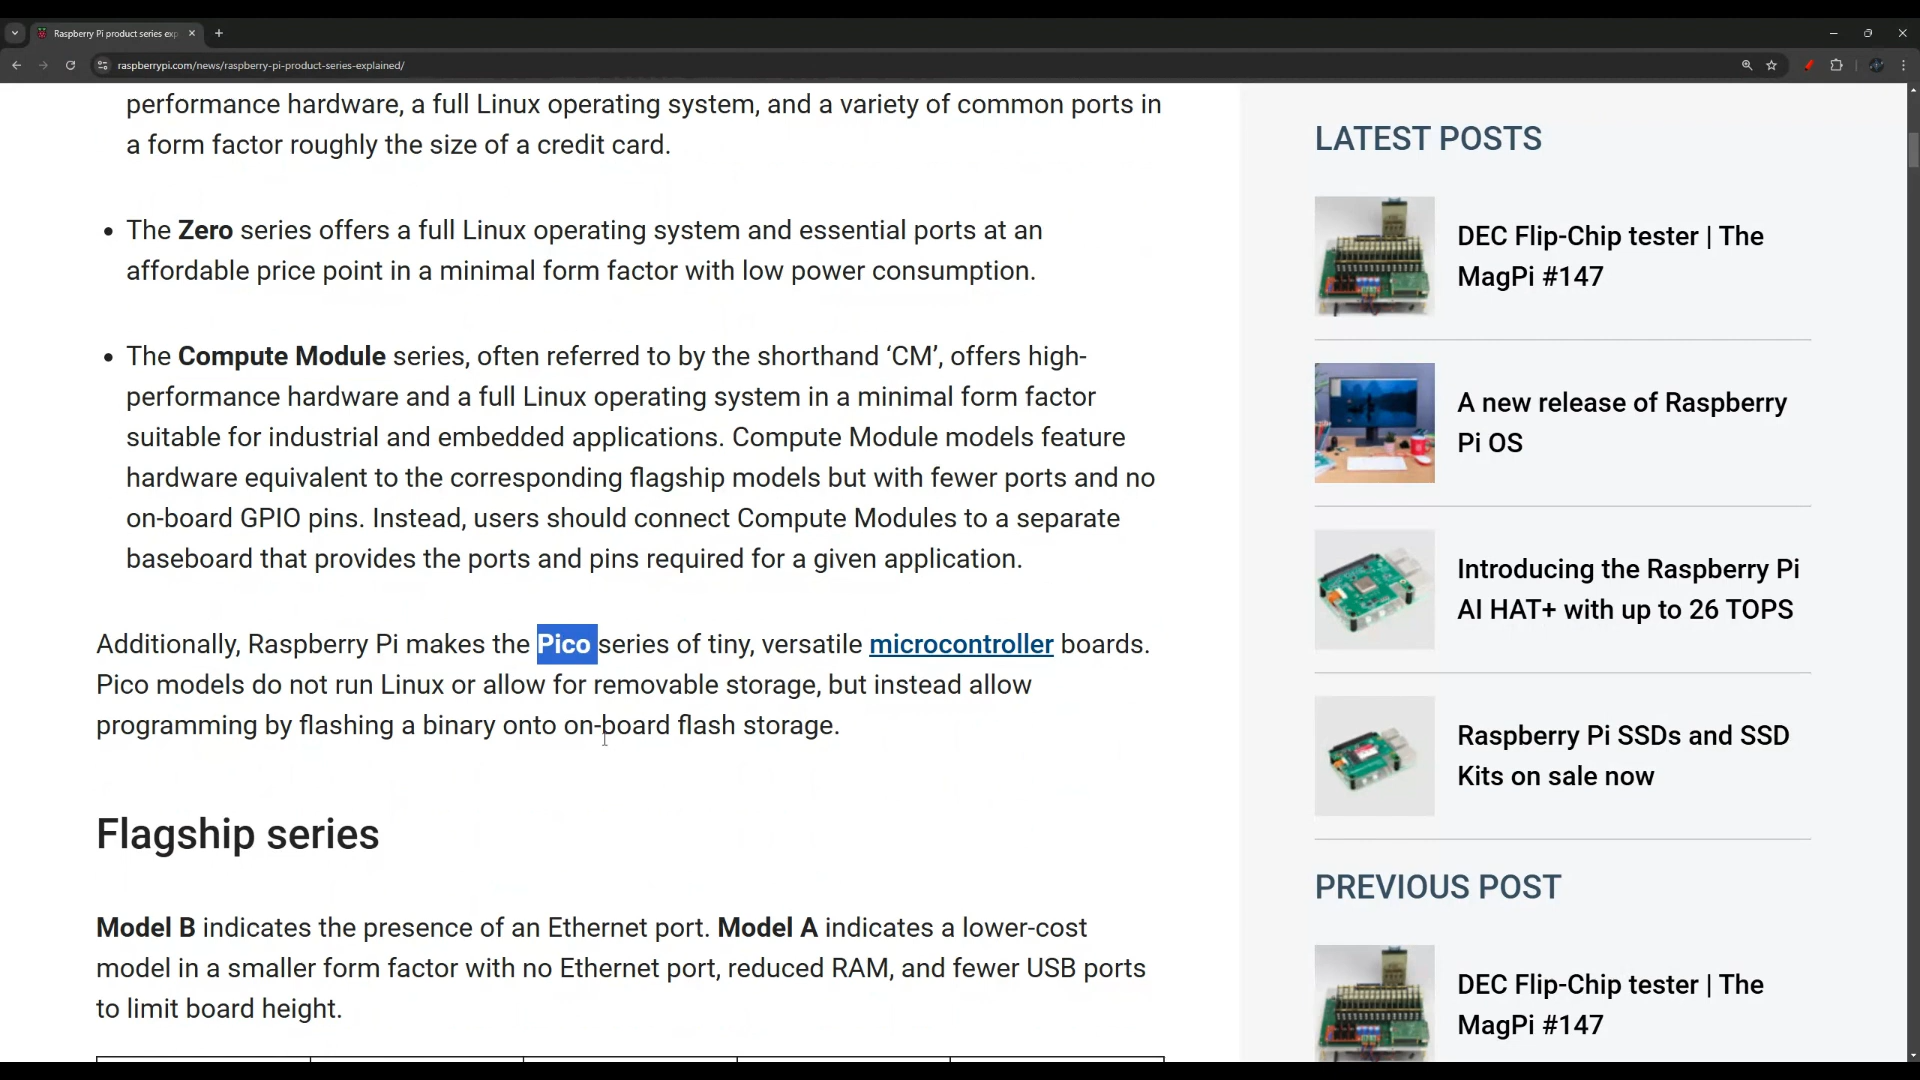 Raspberry Pi product series exp
raspberrypi.com/news/raspberry-pi-product-series-explained/
performance hardware, a full Linux operating system, and a variety of common ports in
a form factor roughly the size of a credit card.
• The Zero series offers a full Linux operating system and essential ports at an
affordable price point in a minimal form factor with low power consumption.
• The Compute Module series, often referred to by the shorthand ‘CM’, offers high-
performance hardware and a full Linux operating system in a minimal form factor
suitable for industrial and embedded applications. Compute Module models feature
hardware equivalent to the corresponding flagship models but with fewer ports and no
on-board GPIO pins. Instead, users should connect Compute Modules to a separate
baseboard that provides the ports and pins required for a given application.
Additionally, Raspberry Pi makes the Pico series of tiny, versatile microcontroller boards.
Pico models do not run Linux or allow for removable storage, but instead allow
programming by flashing a binary onto on-board flash storage.
Flagship series
Model B indicates the presence of an Ethernet port. Model A indicates a lower-cost
model in a smaller form factor with no Ethernet port, reduced RAM, and fewer USB ports
to limit board height.
LATEST POSTS
DEC Flip-Chip tester | The
MagPi #147
A new release of Raspberry
Pi OS
Introducing the Raspberry Pi
AI HAT+ with up to 26 TOPS
Raspberry Pi SSDs and SSD
Kits on sale now
PREVIOUS POST
DEC Flip-Chip tester | The
MagPi #147